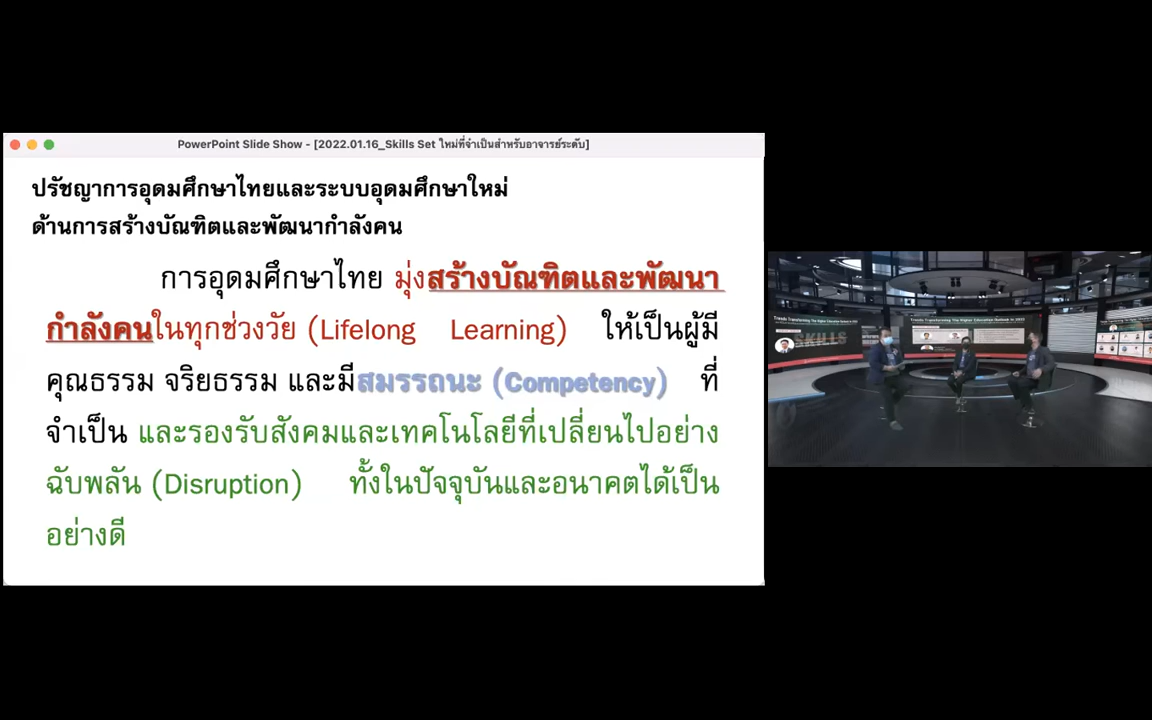 PowerPoint Slide Show - [2022.01.16_Skills Set ใหม่ที่จำเป็นสำหรับอาจารย์ระดับ]
ปรัชญาการอุดมศึกษาไทยและระบบอุดมศึกษาใหม่
ด้านการสร้างบัณฑิตและพัฒนากำลังคน
การอุดมศึกษาไทย มุ่งสร้างบัณฑิตและพัฒนา
กำลังคนในทุกช่วงวัย (Lifelong Learning) ให้เป็นผู้มี
คุณธรรม จริยธรรม และมีสมรรถนะ (Competency) ที่
จำเป็น และรองรับสังคมและเทคโนโลยีที่เปลี่ยนไปอย่าง
ฉับพลัน (Disruption) ทั้งในปัจจุบันและอนาคตได้เป็น
อย่างดี
Trends Transforming The Higher Education Outlook in 2022
SKILLS